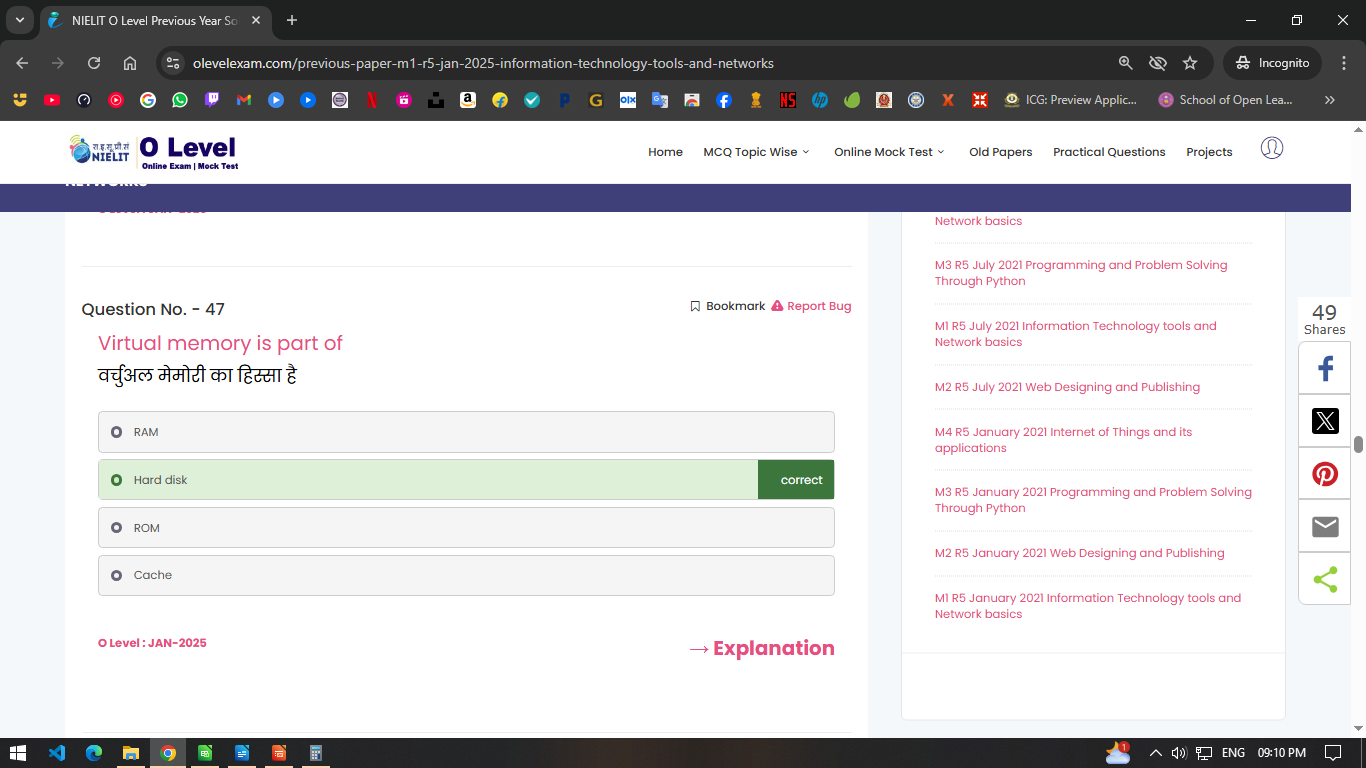 NIELIT O Level Previous Year So
olevelexam.com/previous-paper-m1-r5-jan-2025-information-technology-tools-and-networks
Incognito
ICG: Preview Applic...
School of Open Lea...
NIELIT
O Level
Online Exam | Mock Test
Home
MCQ Topic Wise
Online Mock Test
Old Papers
Practical Questions
Projects
NETWORKS
Network basics
M3 R5 July 2021 Programming and Problem Solving
Through Python
M1 R5 July 2021 Information Technology tools and
Network basics
M2 R5 July 2021 Web Designing and Publishing
M4 R5 January 2021 Internet of Things and its
applications
M3 R5 January 2021 Programming and Problem Solving
Through Python
M2 R5 January 2021 Web Designing and Publishing
M1 R5 January 2021 Information Technology tools and
Network basics
Question No. - 47
Bookmark
Report Bug
Virtual memory is part of
वर्चुअल मेमोरी का हिस्सा है
RAM
Hard disk
correct
ROM
Cache
O Level : JAN-2025
→ Explanation
49
Shares
1
ENG
09:10 PM